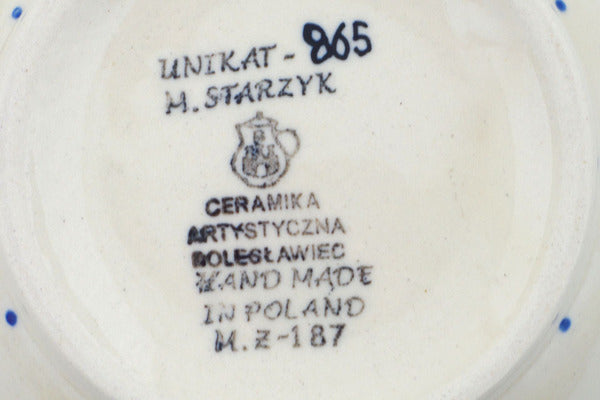 UNIKAT - 865
M. STARZYK
CERAMIKA
ARTYSTYCZNA
BOLESŁAWIEC
HAND MADE
IN POLAND
M.Z-187